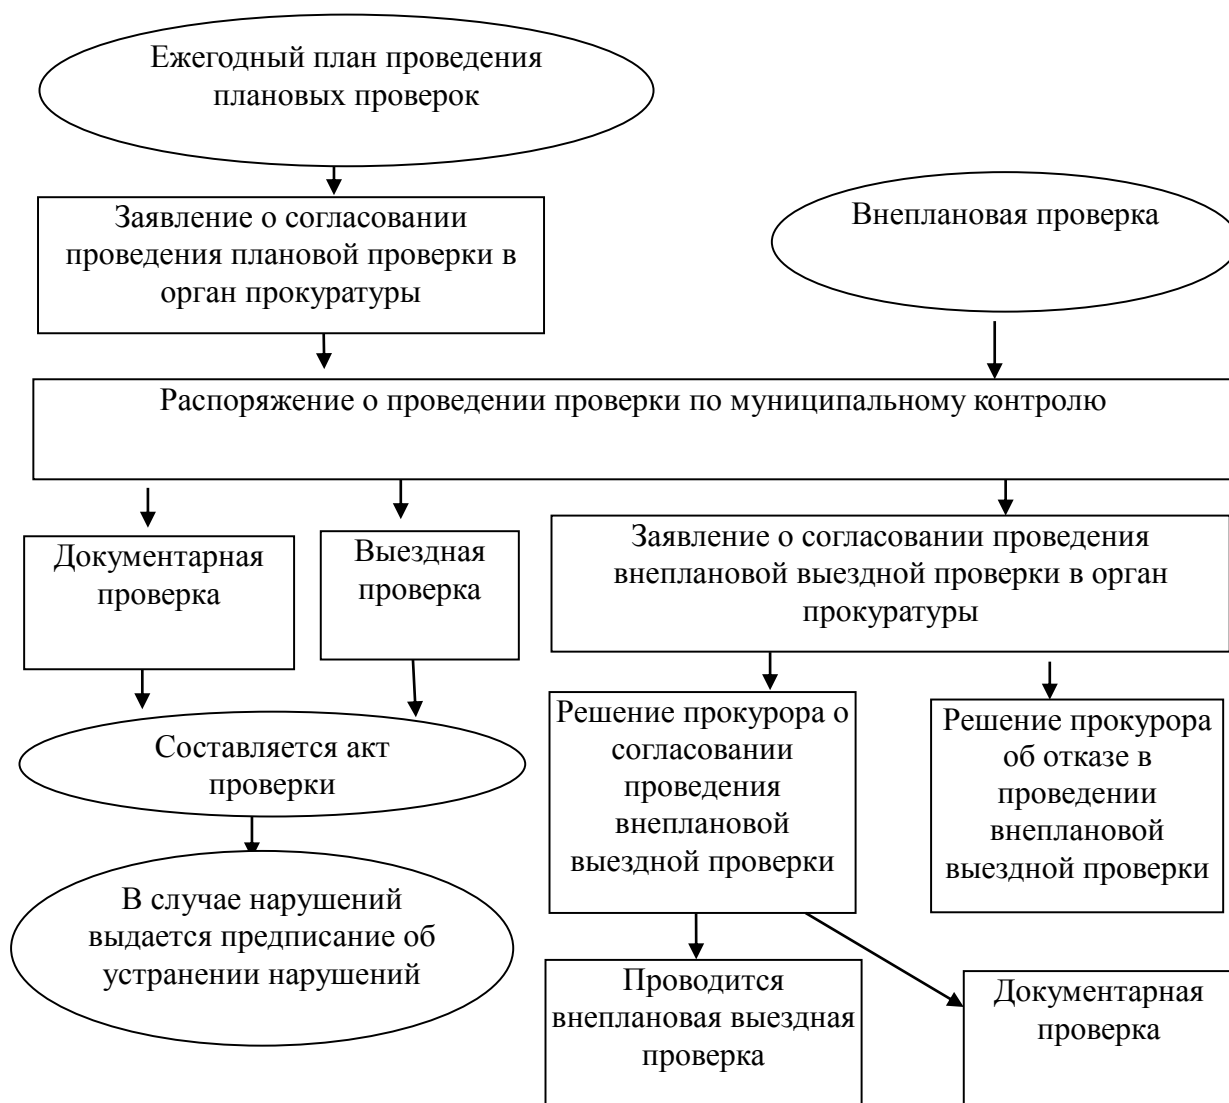 Ежегодный план проведения
плановых проверок
Заявление о согласовании
проведения плановой проверки в
орган прокуратуры
Внеплановая проверка
Распоряжение о проведении проверки по муниципальному контролю
Документарная
проверка
Выездная
проверка
Заявление о согласовании проведения
внеплановой выездной проверки в орган
прокуратуры
Составляется акт
проверки
Решение прокурора о
согласовании
проведения
внеплановой
выездной проверки
Решение прокурора
об отказе в
проведении
внеплановой
выездной проверки
В случае нарушений
выдается предписание об
устранении нарушений
Проводится
внеплановая выездная
проверка
Документарная
проверка